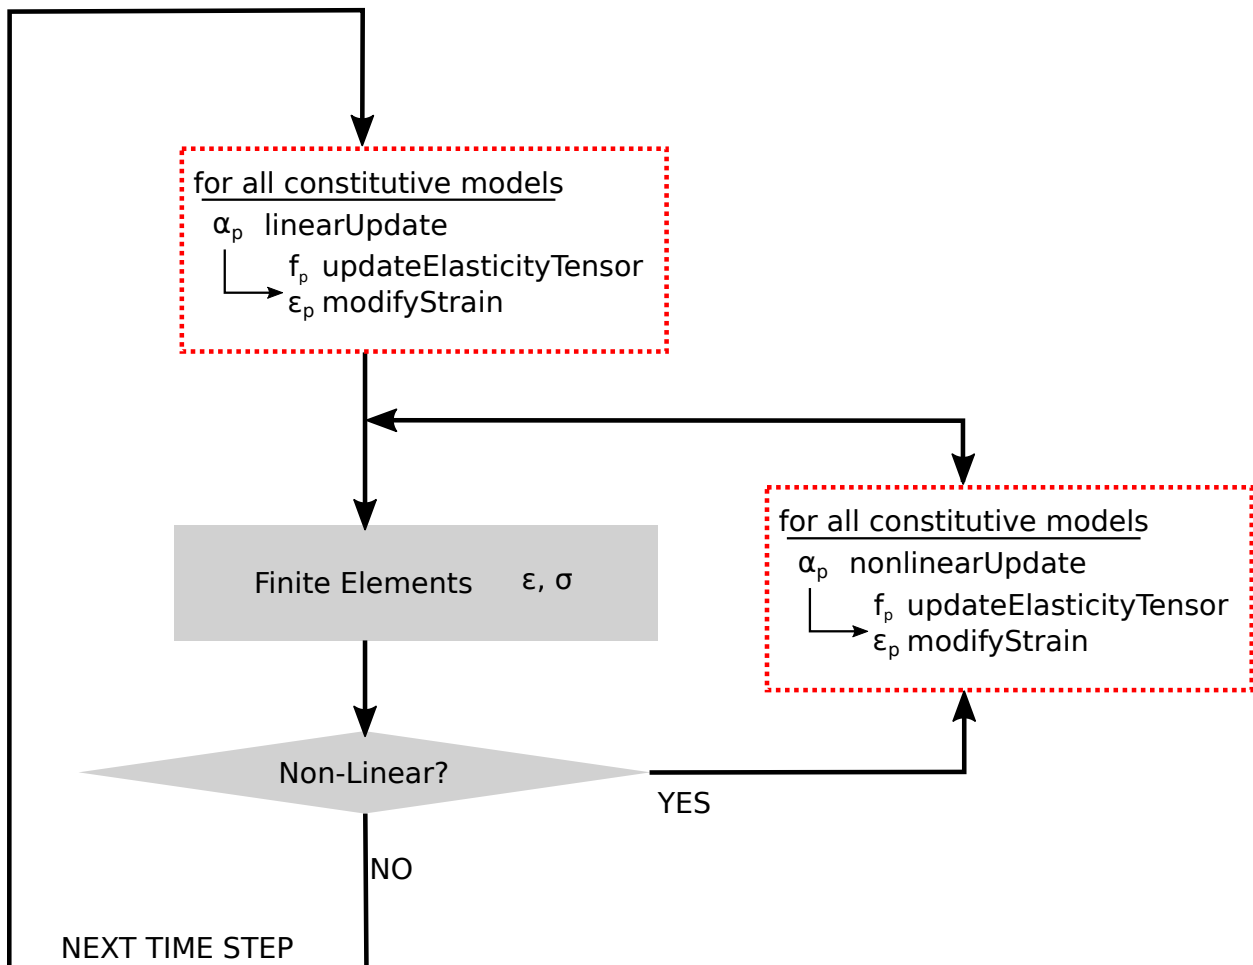 for all constitutive models
αp linearUpdate
fp updateElasticityTensor
εp modifyStrain
Finite Elements ε, σ
Non-Linear?
YES
NO
NEXT TIME STEP
for all constitutive models
αp nonlinearUpdate
fp updateElasticityTensor
εp modifyStrain